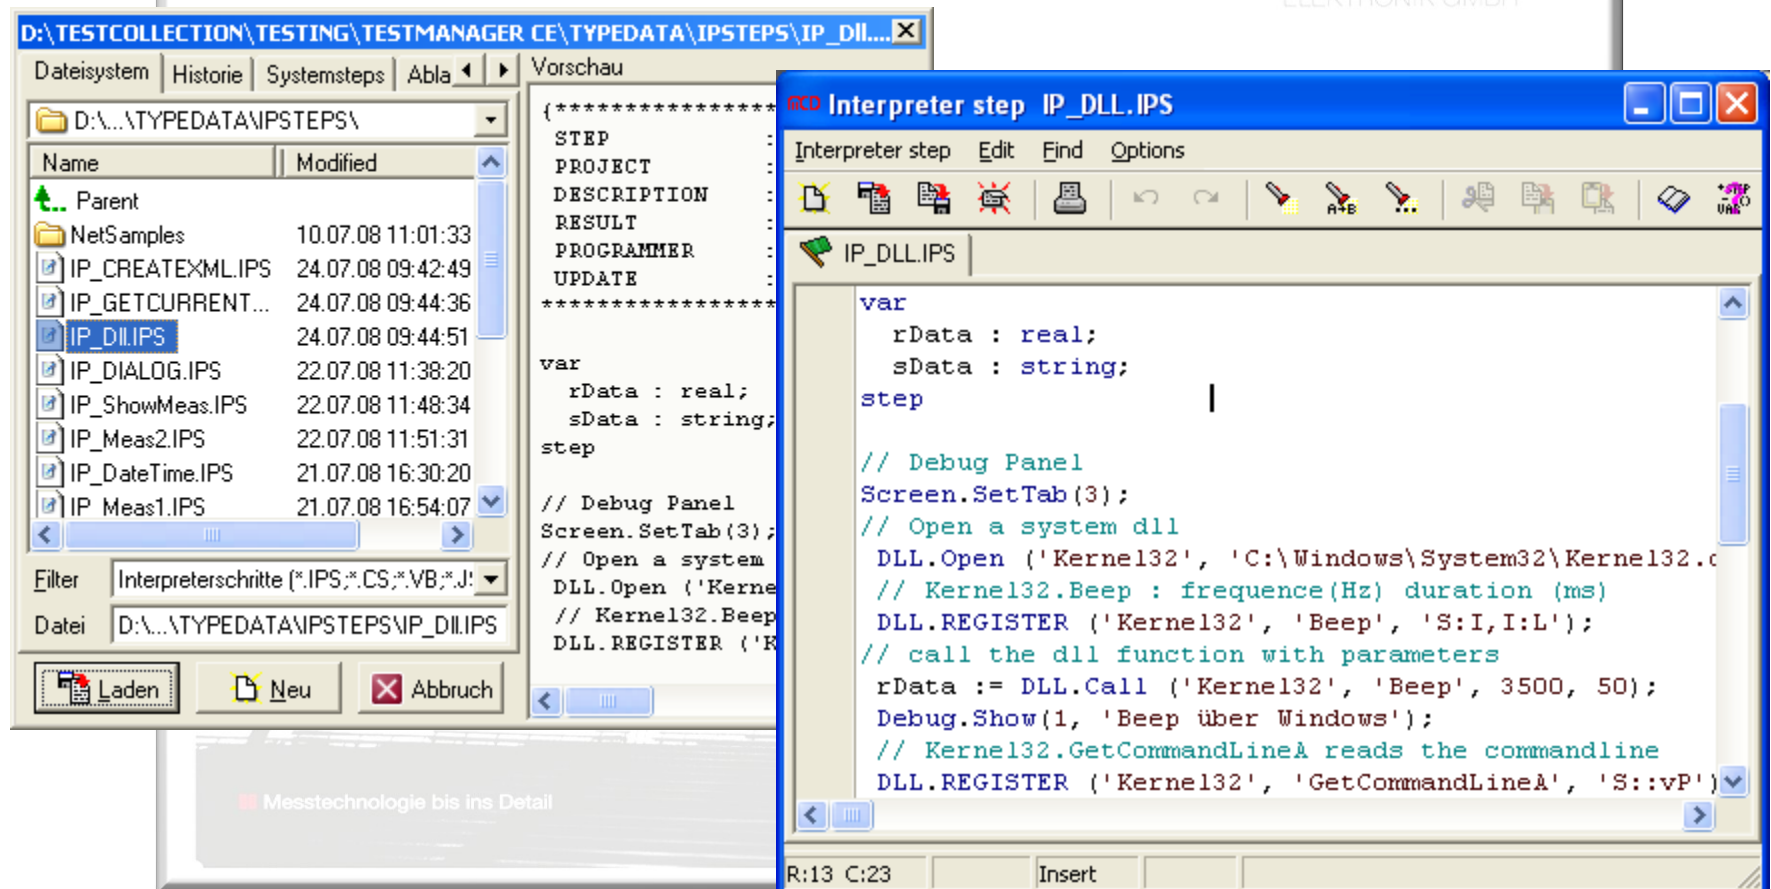 ELEKTRONIK GMBH
D:\TESTCOLLECTION\TESTING\TESTMANAGER CE\TYPEDATA\IPSTEPS\IP_Dll....
Dateisystem Historie Systemsteps Abla
D:\...\TYPEDATA\IPSTEPS\
Name Modified
Parent
NetSamples 10.07.08 11:01:33
IP_CREATEXML.IPS 24.07.08 09:42:49
IP_GETCURRENT... 24.07.08 09:44:36
IP_Dll.IPS 24.07.08 09:44:51
IP_DIALOG.IPS 22.07.08 11:38:20
IP_ShowMeas.IPS 22.07.08 11:48:34
IP_Meas2.IPS 22.07.08 11:51:31
IP_DateTime.IPS 21.07.08 16:30:20
IP_Meas1.IPS 21.07.08 16:54:07
Filter Interpreterschritte (*.IPS;*.CS;*.VB;*.J
Datei D:\...\TYPEDATA\IPSTEPS\IP_Dll.IPS
Laden Neu Abbruch
Vorschau
{*****************
STEP :
PROJECT :
DESCRIPTION :
RESULT :
PROGRAMMER :
UPDATE :
*****************
var
rData : real;
sData : string;
step
// Debug Panel
Screen.SetTab(3);
// Open a system
DLL.Open ('Kerne
// Kernel32.Beep
DLL.REGISTER ('K
MCD Interpreter step IP_DLL.IPS
Interpreter step Edit Find Options
A+B
VAL
IP_DLL.IPS
var
rData : real;
sData : string;
step
// Debug Panel
Screen.SetTab(3);
// Open a system dll
DLL.Open ('Kernel32', 'C:\Windows\System32\Kernel32.d
// Kernel32.Beep : frequence(Hz) duration (ms)
DLL.REGISTER ('Kernel32', 'Beep', 'S:I,I:L');
// call the dll function with parameters
rData := DLL.Call ('Kernel32', 'Beep', 3500, 50);
Debug.Show(1, 'Beep über Windows');
// Kernel32.GetCommandLineA reads the commandline
DLL.REGISTER ('Kernel32', 'GetCommandLineA', 'S::vP')
R:13 C:23 Insert
Messtechnologie bis ins Detail